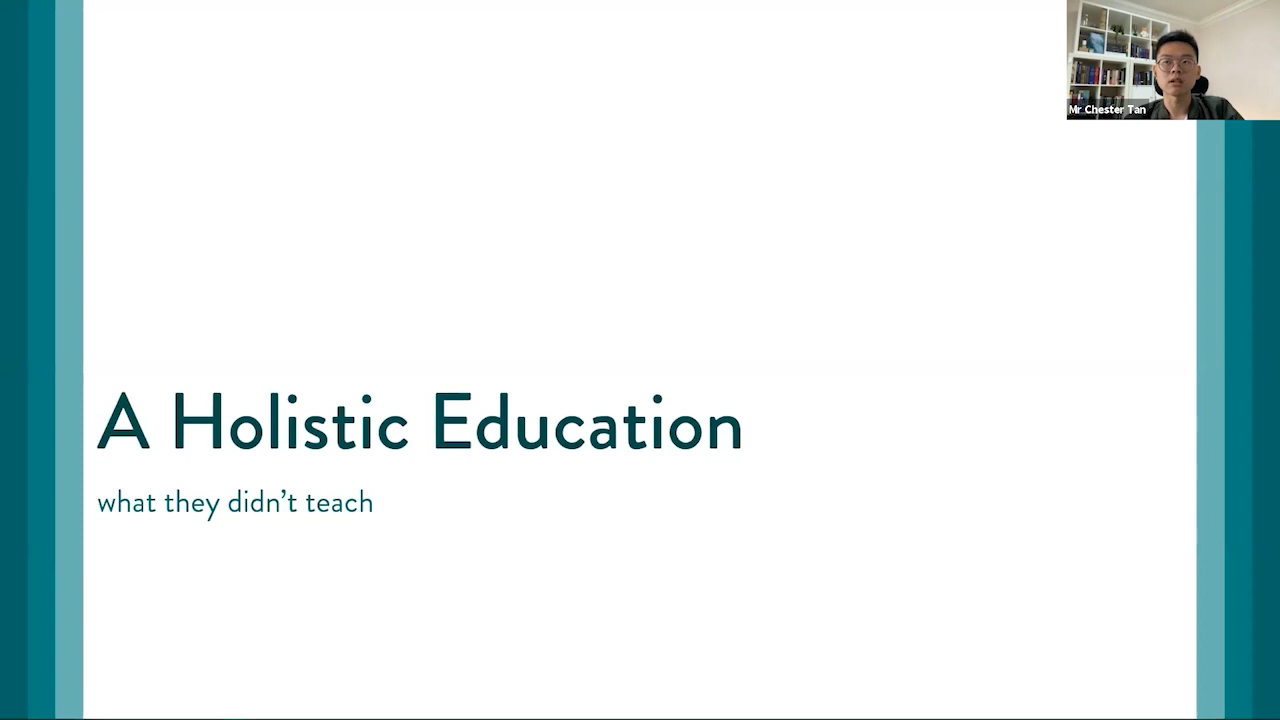 Mr Chester Tan
A Holistic Education
what they didn’t teach